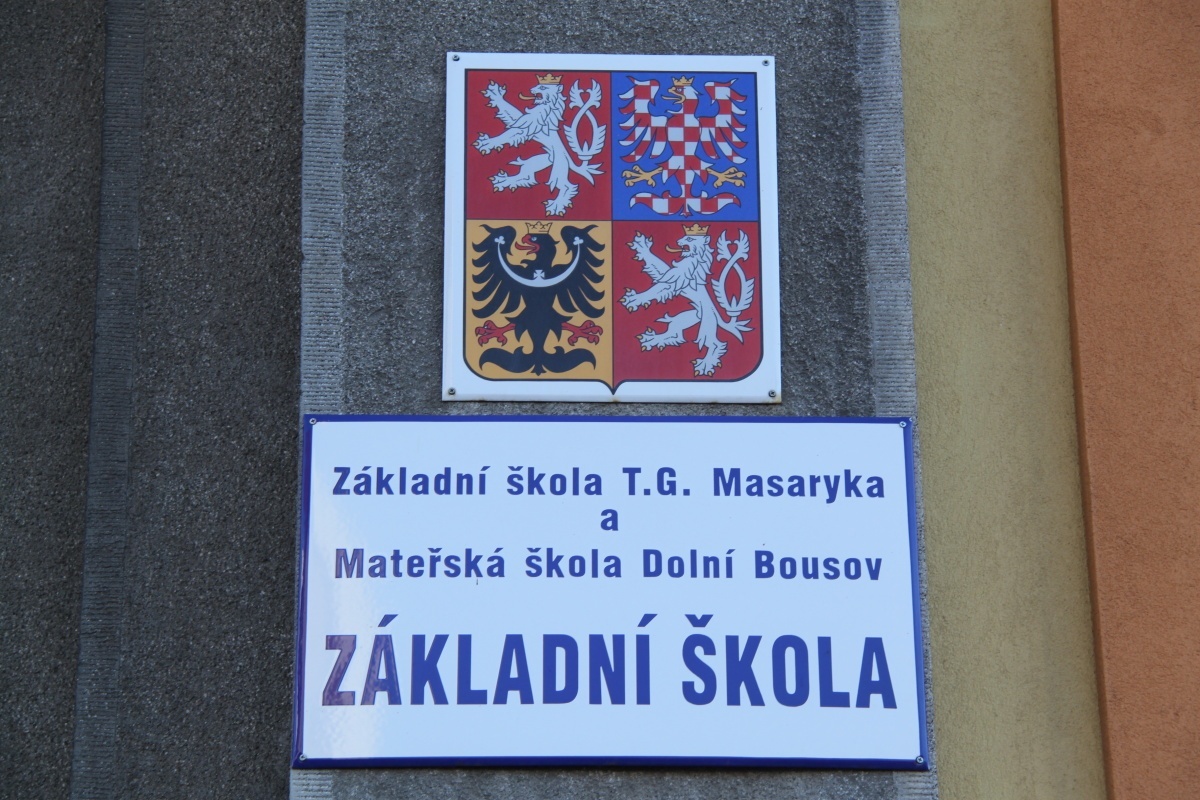 Základní škola T.G. Masaryka
a
Mateřská škola Dolní Bousov
ZÁKLADNÍ ŠKOLA